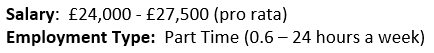 Salary:  £24,000 - £27,500 (pro rata)
Employment Type:  Part Time (0.6 – 24 hours a week)